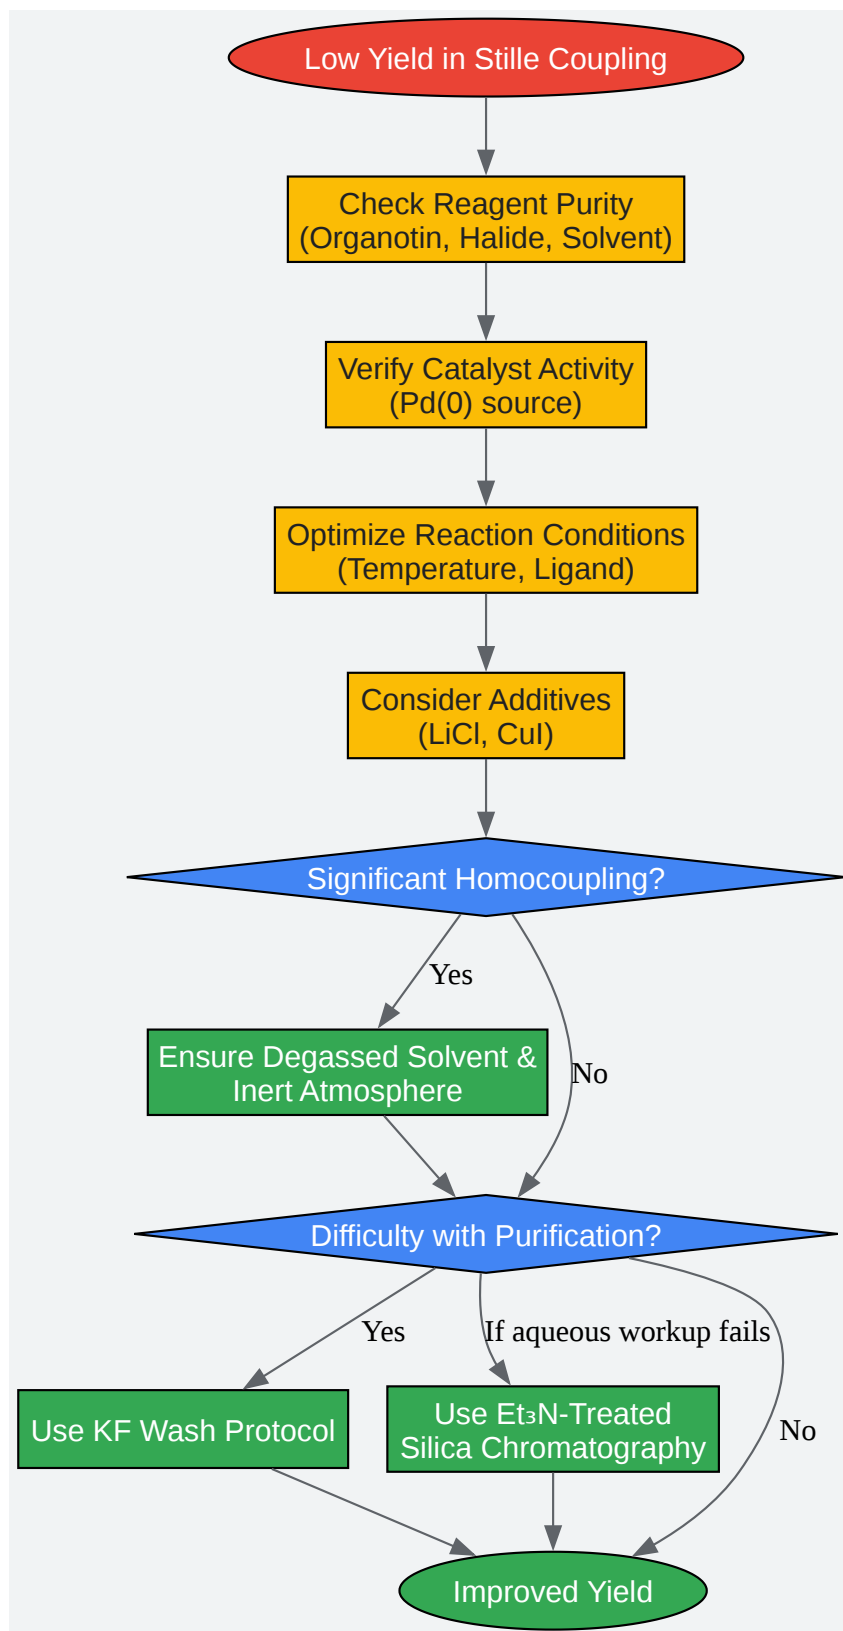 Low Yield in Stille Coupling
Check Reagent Purity
(Organotin, Halide, Solvent)
Verify Catalyst Activity
(Pd(0) source)
Optimize Reaction Conditions
(Temperature, Ligand)
Consider Additives
(LiCl, CuI)
Significant Homocoupling?
Yes
Ensure Degassed Solvent &
Inert Atmosphere
No
Difficulty with Purification?
Yes
If aqueous workup fails
Use KF Wash Protocol
Use Et₃N-Treated
Silica Chromatography
No
Improved Yield